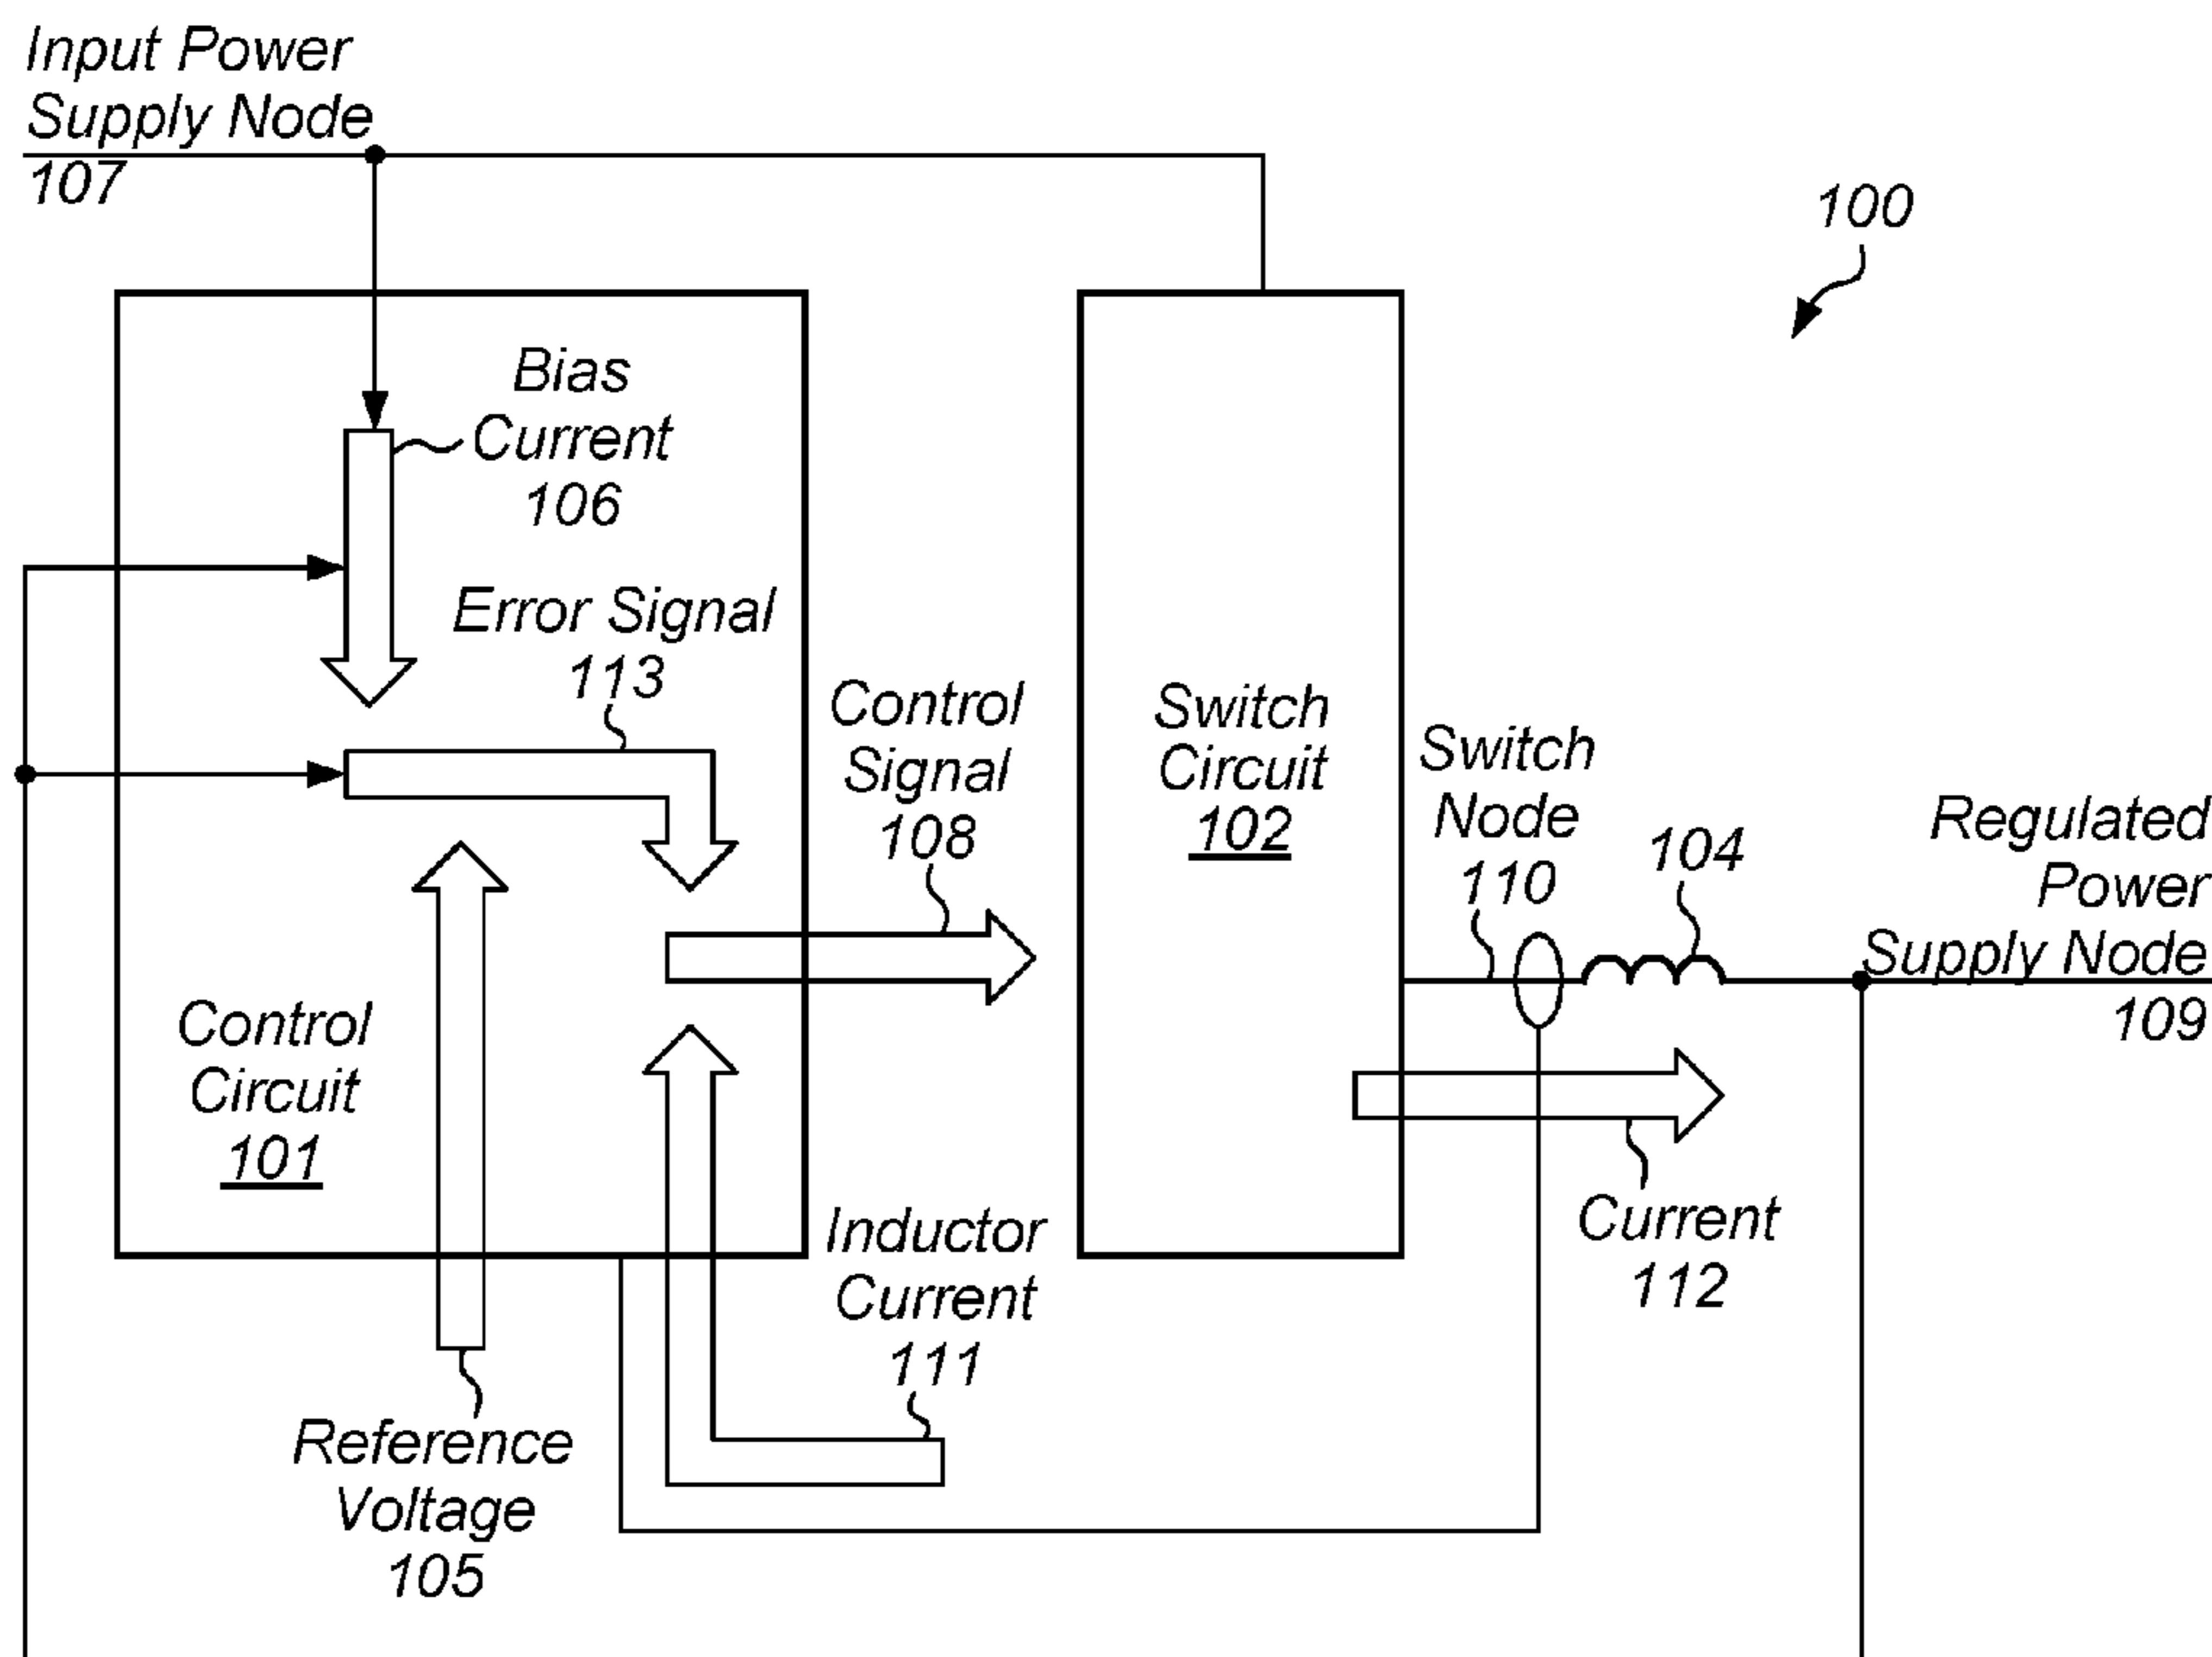 Input Power
Supply Node
107
100
Bias
Current
106
Error Signal
113
Control
Signal
108
Switch
Circuit
102
Switch
Node
110
104
Regulated
Power
Supply Node
109
Control
Circuit
101
Inductor
Current
111
Current
112
Reference
Voltage
105